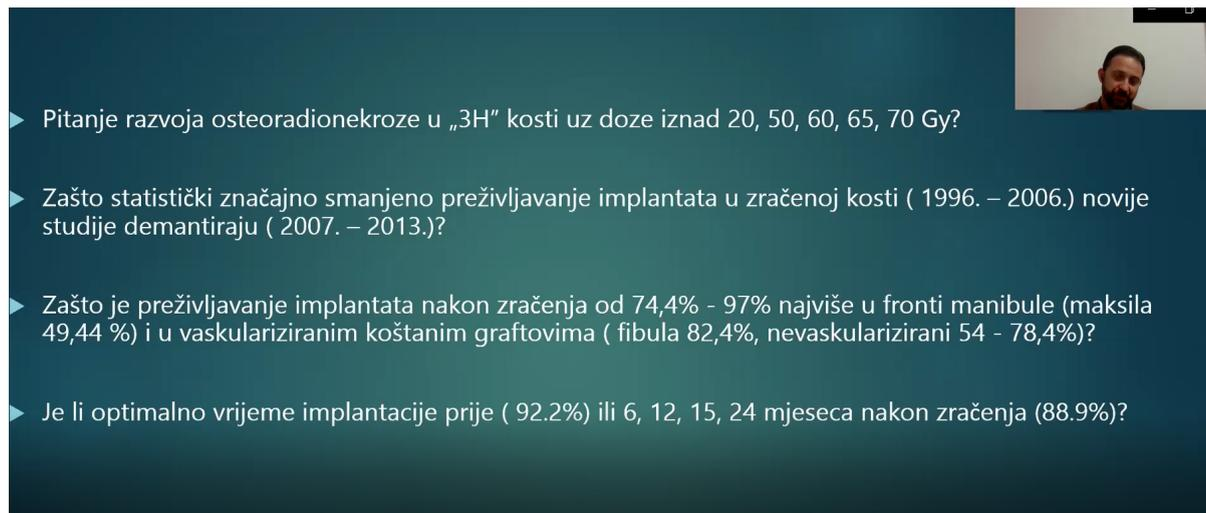 Pitanje razvoja osteoradionekroze u „3H” kosti uz doze iznad 20, 50, 60, 65, 70 Gy?
Zašto statistički značajno smanjeno preživljavanje implantata u zračenoj kosti ( 1996. – 2006.) novije
studije demantiraju ( 2007. – 2013.)?
Zašto je preživljavanje implantata nakon zračenja od 74,4% - 97% najviše u fronti manibule (maksila
49,44 %) i u vaskulariziranim koštanim graftovima ( fibula 82,4%, nevaskularizirani 54 - 78,4%)?
Je li optimalno vrijeme implantacije prije ( 92.2%) ili 6, 12, 15, 24 mjeseca nakon zračenja (88.9%)?